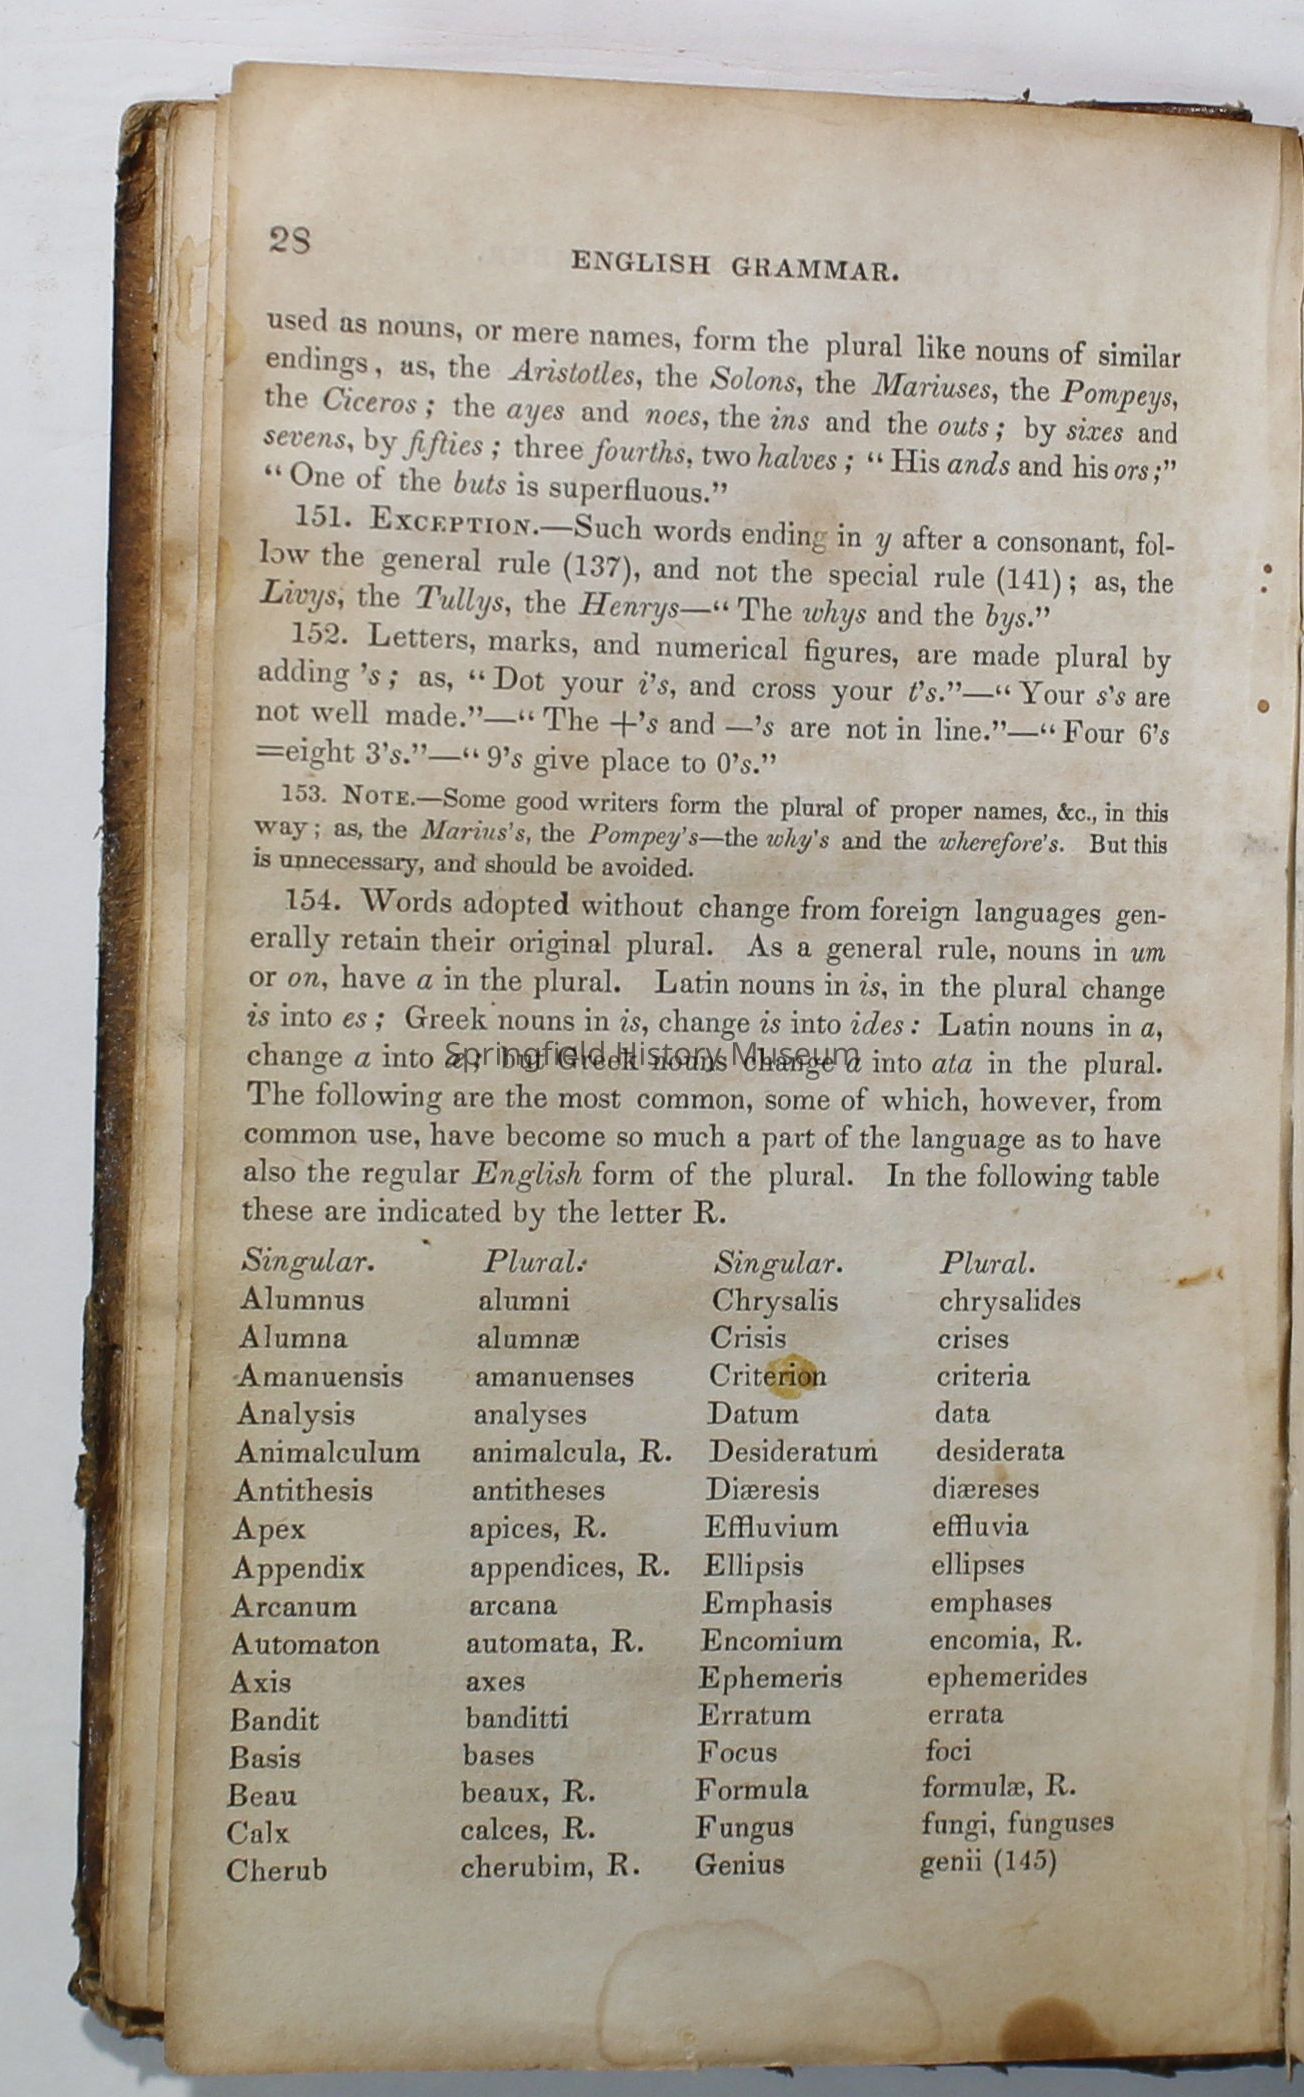 28
ENGLISH GRAMMAR.
used as nouns, or mere names, form the plural like nouns of similar
endings, as, the Aristotles, the Solons, the Mariuses, the Pompeys,
the Ciceros; the ayes and noes, the ins and the outs; by sixes and
sevens, by fifties; three fourths, two halves; “His ands and his ors;”
“One of the buts is superfluous.”
151. EXCEPTION.—Such words ending in y after a consonant, fol-
low the general rule (137), and not the special rule (141); as, the
Livys, the Tullys, the Henrys—“The whys and the bys.”
152. Letters, marks, and numerical figures, are made plural by
adding 's; as, “Dot your i's, and cross your t's.”—“Your s's are
not well made.”—“The +'s and —'s are not in line.”—“Four 6's
=eight 3's.”—“9's give place to 0's.”
153. NOTE.—Some good writers form the plural of proper names, &c., in this
way; as, the Marius's, the Pompey's—the why's and the wherefore's. But this
is unnecessary, and should be avoided.
154. Words adopted without change from foreign languages gen-
erally retain their original plural. As a general rule, nouns in um
or on, have a in the plural. Latin nouns in is, in the plural change
is into es; Greek nouns in is, change is into ides: Latin nouns in a,
change a into æ; but Greek nouns change a into ata in the plural.
Springfield History Museum
The following are the most common, some of which, however, from
common use, have become so much a part of the language as to have
also the regular English form of the plural. In the following table
these are indicated by the letter R.
Singular. Plural. Singular. Plural.
Alumnus alumni Chrysalis chrysalides
Alumna alumnæ Crisis crises
Amanuensis amanuenses Criterion criteria
Analysis analyses Datum data
Animalculum animalcula, R. Desideratum desiderata
Antithesis antitheses Diæresis diæreses
Apex apices, R. Effluvium effluvia
Appendix appendices, R. Ellipsis ellipses
Arcanum arcana Emphasis emphases
Automaton automata, R. Encomium encomia, R.
Axis axes Ephemeris ephemerides
Bandit banditti Erratum errata
Basis bases Focus foci
Beau beaux, R. Formula formulæ, R.
Calx calces, R. Fungus fungi, funguses
Cherub cherubim, R. Genius genii (145)